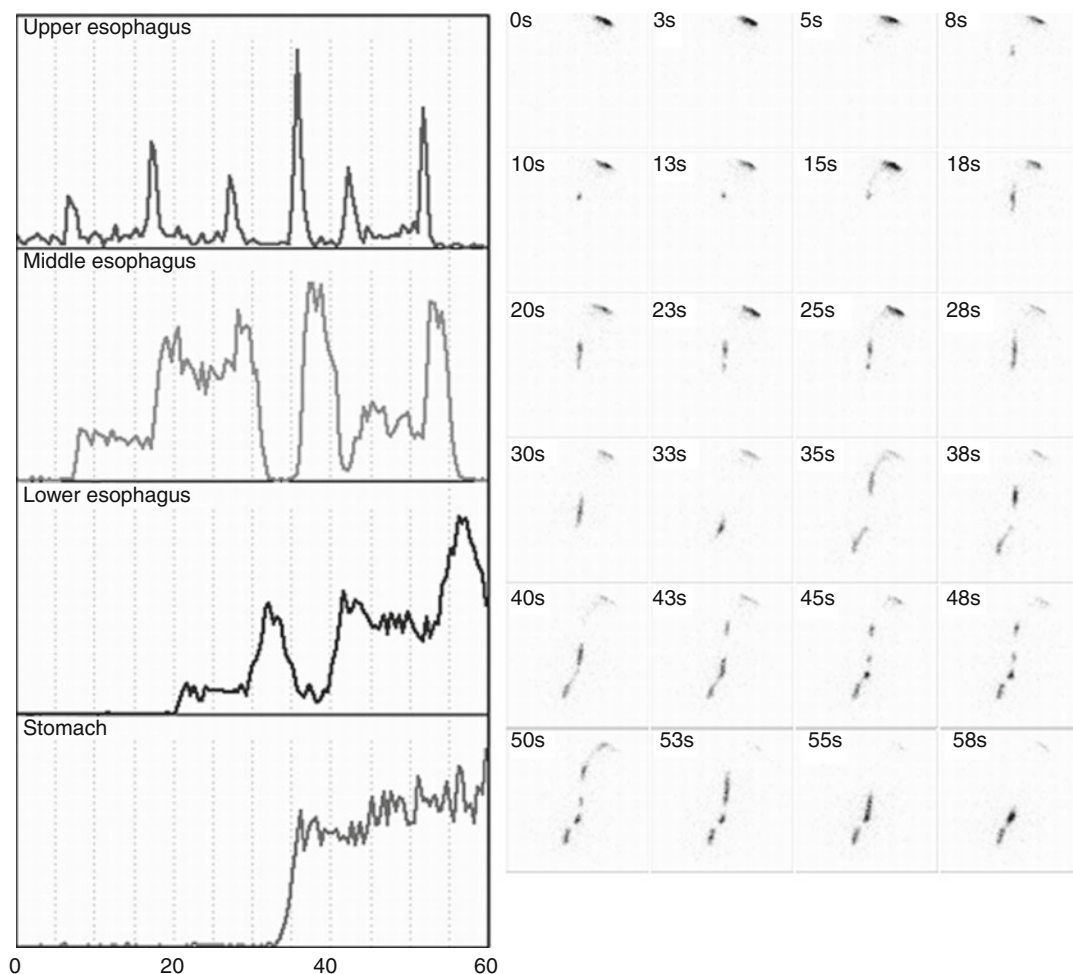 Upper esophagus
Middle esophagus
Lower esophagus
Stomach
0 20 40 60
0s 3s 5s 8s
10s 13s 15s 18s
20s 23s 25s 28s
30s 33s 35s 38s
40s 43s 45s 48s
50s 53s 55s 58s